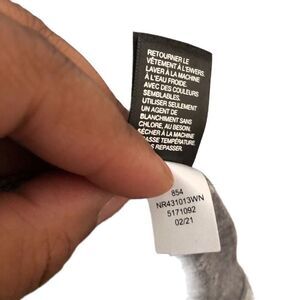 RETOURNER LE
VÊTEMENT À L'ENVERS.
LAVER À LA MACHINE
À L'EAU FROIDE
AVEC DES COULEURS
SEMBLABLES.
UTILISER SEULEMENT
UN AGENT DE
BLANCHIMENT SANS
CHLORE, AU BESOIN.
SÉCHER À LA MACHINE
BASSE TEMPÉRATURE.
REPASSER.
854
NR431013WN
5171092
02/21